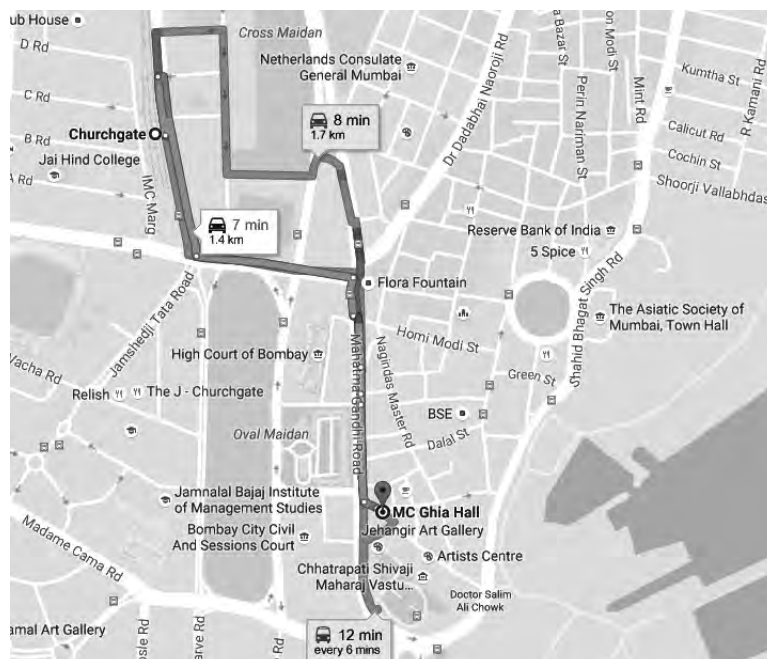 ub House
Cross Maidan
D Rd
Netherlands Consulate
General Mumbai
C Rd
Churchgate
B Rd
Jai Hind College
A Rd
IMC Marg
8 min
1.7 km
7 min
1.4 km
Dr Dadabhai Naoroji Rd
a Bazar St
on Modi St
Perin Nariman St
Mint Rd
Kumtha St
R Kamani Rd
Calicut Rd
Cochin St
Shoorji Vallabhdas
Reserve Bank of India
5 Spice
Flora Fountain
The Asiatic Society of
Mumbai, Town Hall
Shahid Bhagat Singh Rd
Jamshedji Tata Road
Vacha Rd
High Court of Bombay
Homi Modi St
Nagindas Master Rd
Mahatma Gandhi Road
Green St
Relish
The J - Churchgate
BSE
Oval Maidan
Dalal St
Jamnalal Bajaj Institute
of Management Studies
MC Ghia Hall
Jehangir Art Gallery
Bombay City Civil
And Sessions Court
Artists Centre
Chhatrapati Shivaji
Maharaj Vastu...
Madame Cama Rd
Doctor Salim
Ali Chowk
12 min
every 6 mins
amal Art Gallery
osle Rd
arve Rd
Rd